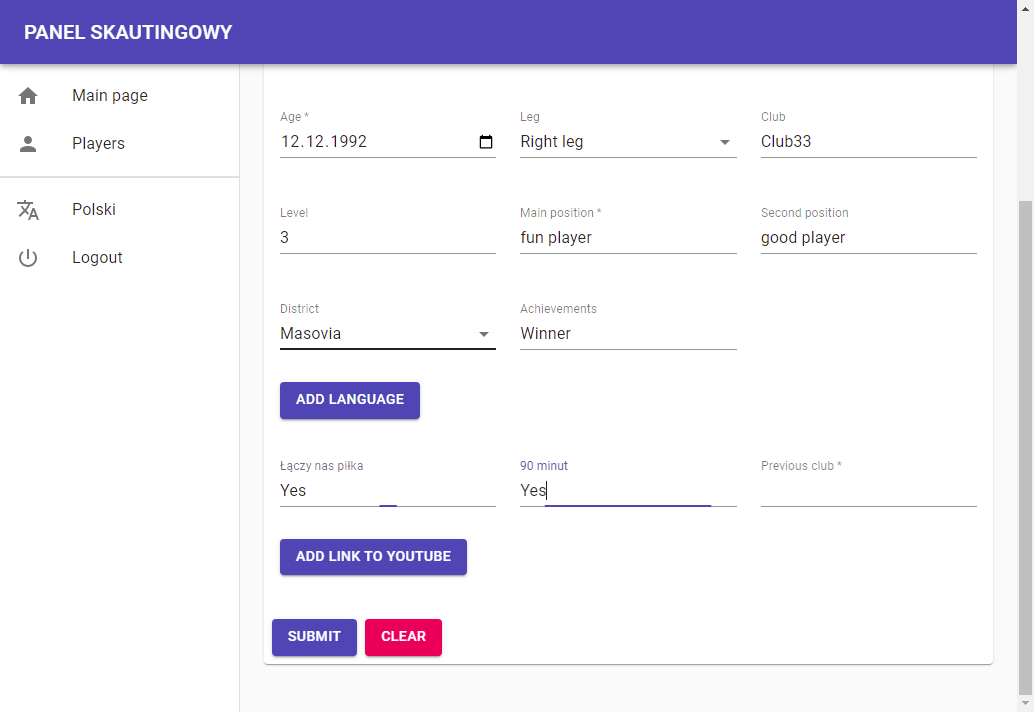 PANEL SKAUTINGOWY
Main page
Players
Polski
Logout
Age * Leg Club
12.12.1992 Right leg Club33
Level Main position * Second position
3 fun player good player
District Achievements
Masovia Winner
ADD LANGUAGE
Łączy nas piłka 90 minut Previous club *
Yes Yes
ADD LINK TO YOUTUBE
SUBMIT CLEAR